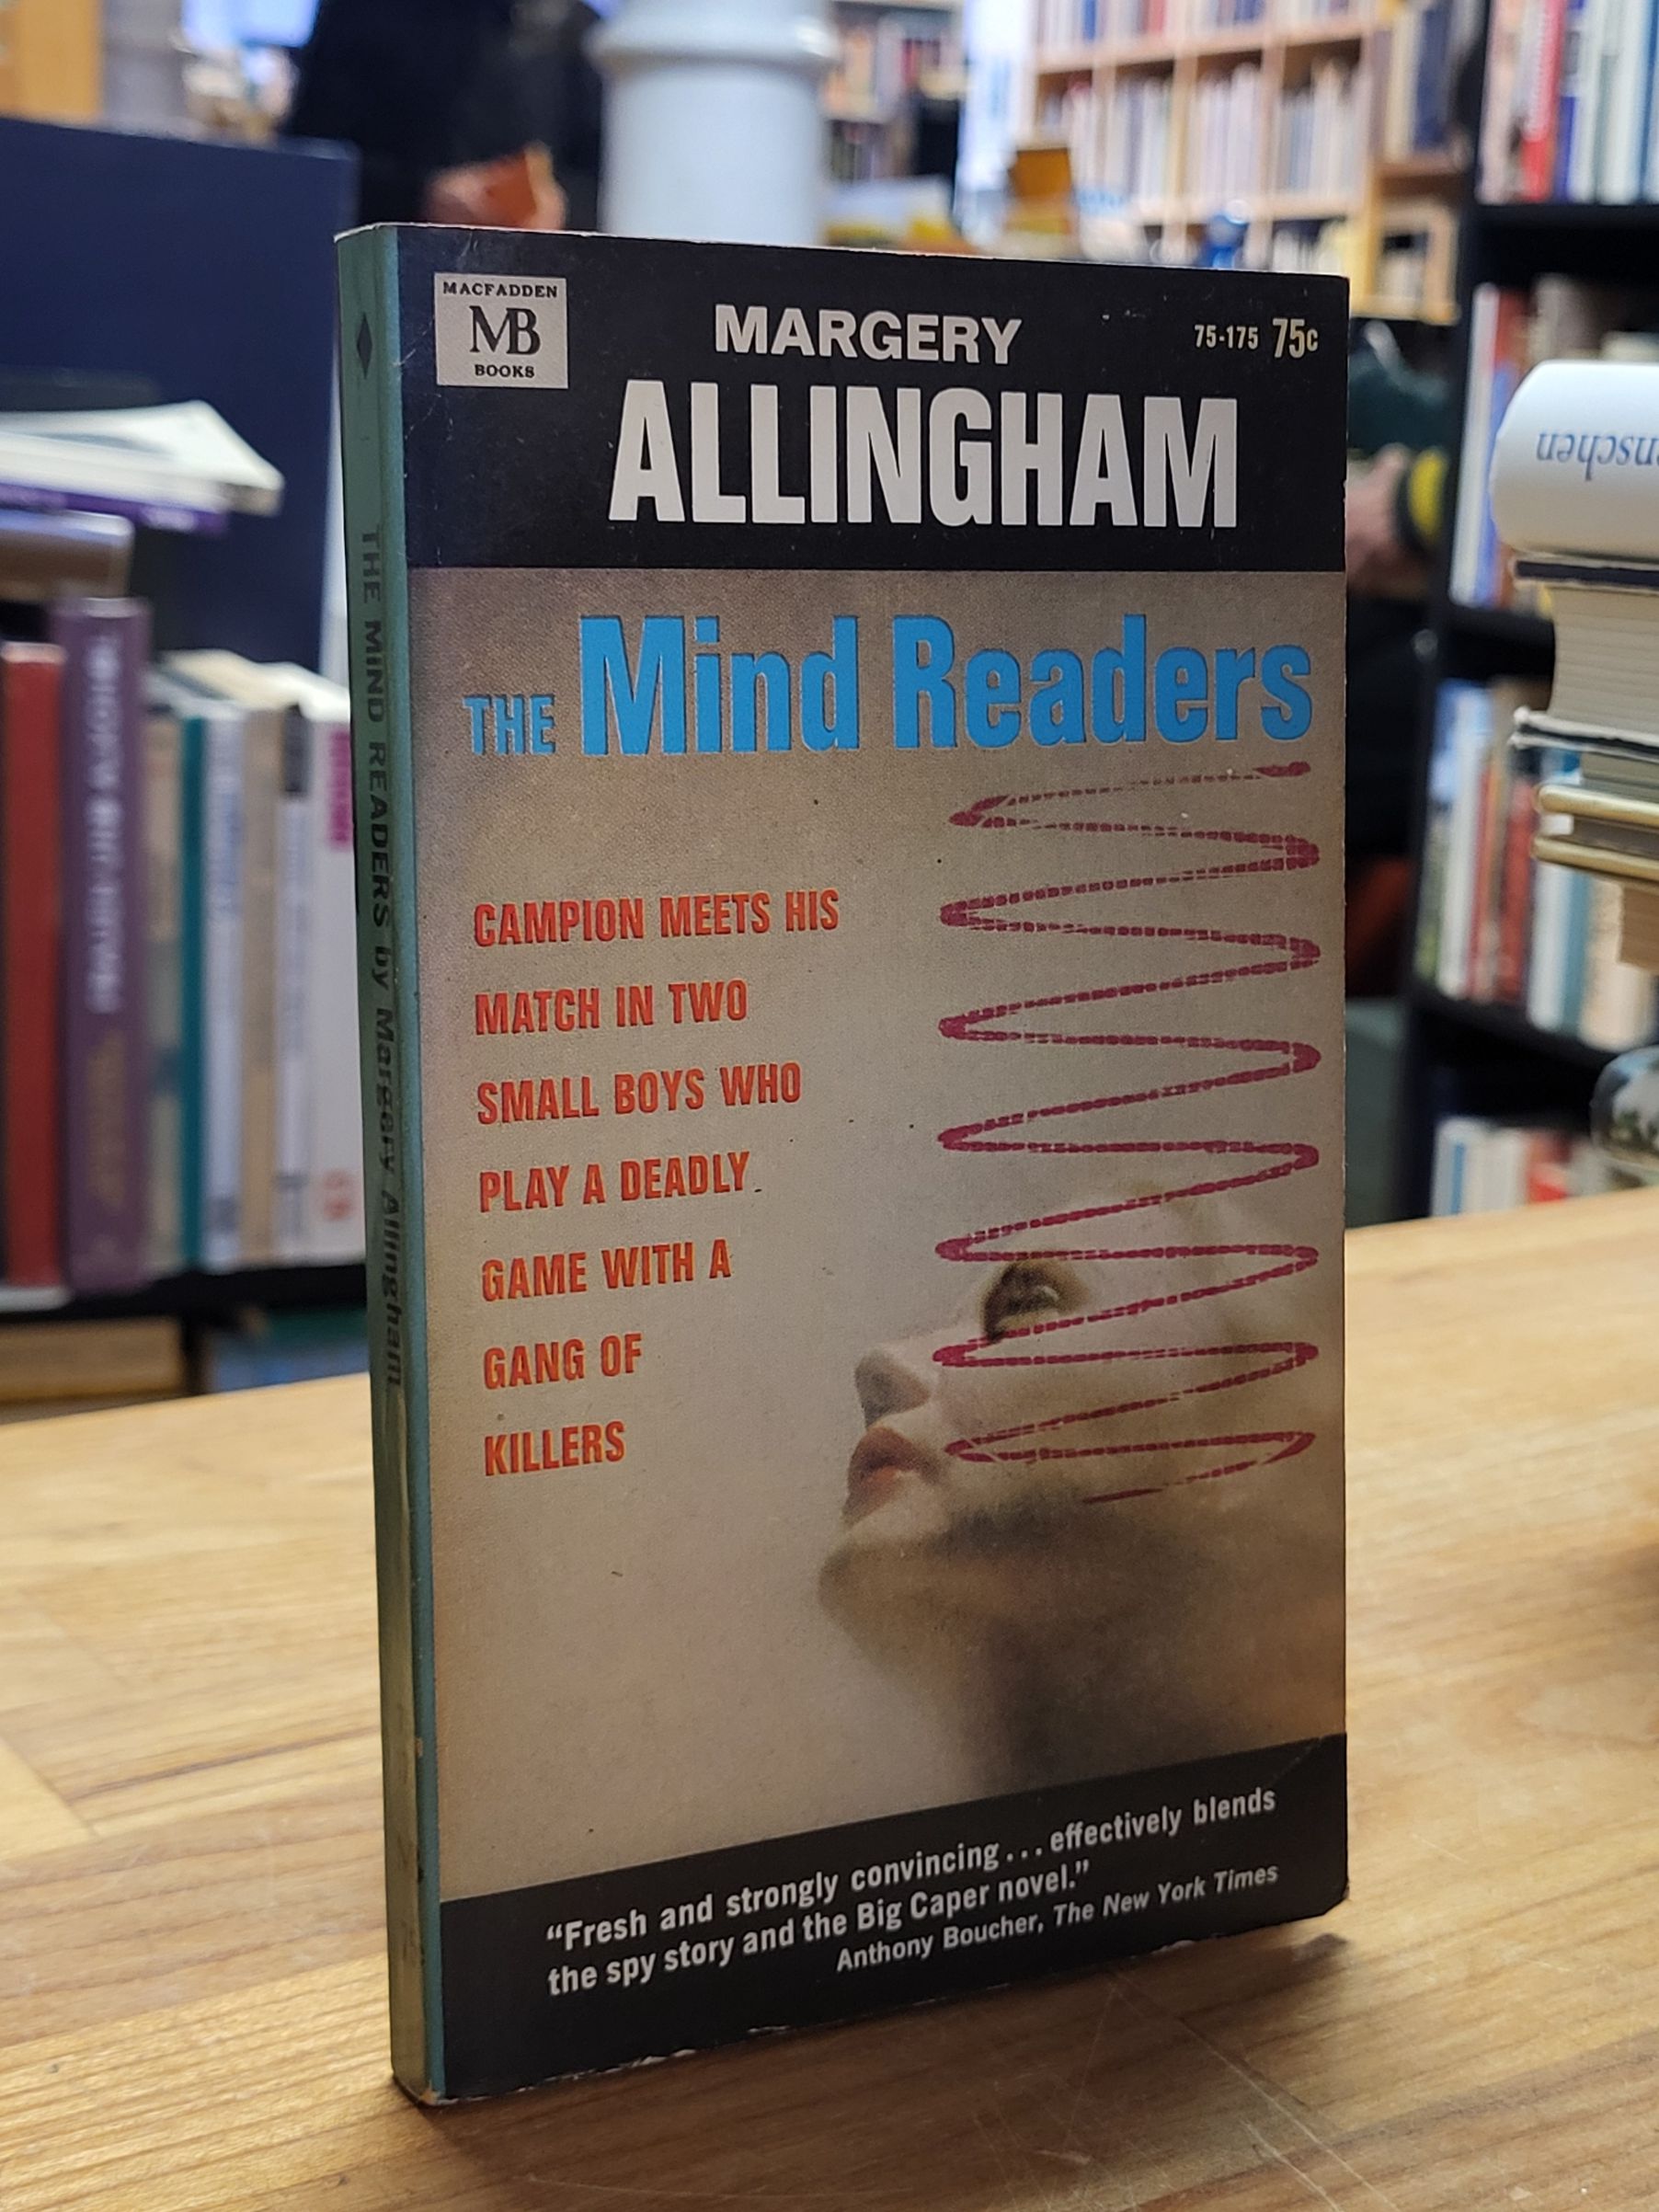 MACFADDEN
MB
BOOKS
MARGERY
75-175 75c
ALLINGHAM
THE Mind Readers
CAMPION MEETS HIS
MATCH IN TWO
SMALL BOYS WHO
PLAY A DEADLY
GAME WITH A
GANG OF
KILLERS
“Fresh and strongly convincing...effectively blends
the spy story and the Big Caper novel.”
Anthony Boucher, The New York Times
THE MIND READERS by Margery Allingham
enschen